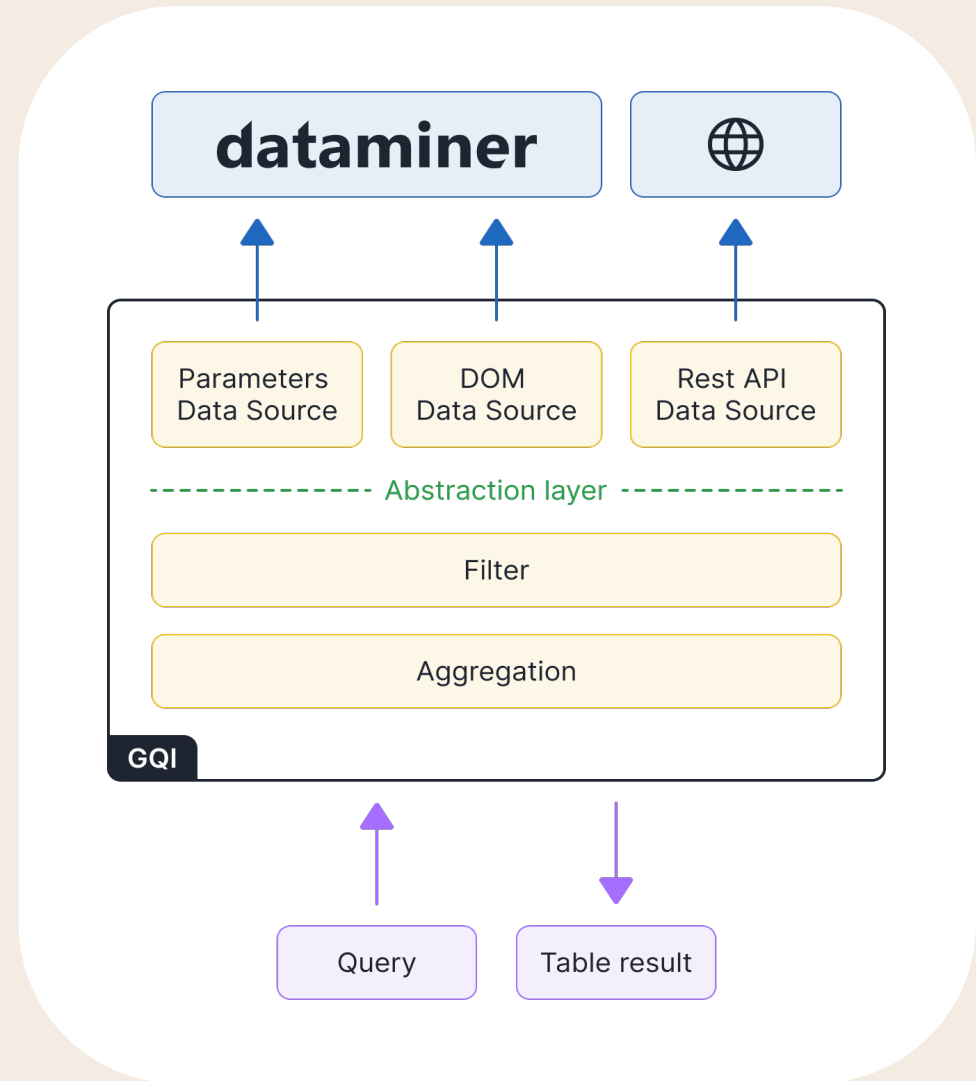 dataminer
Parameters
Data Source
DOM
Data Source
Rest API
Data Source
Abstraction layer
Filter
Aggregation
GQI
Query
Table result